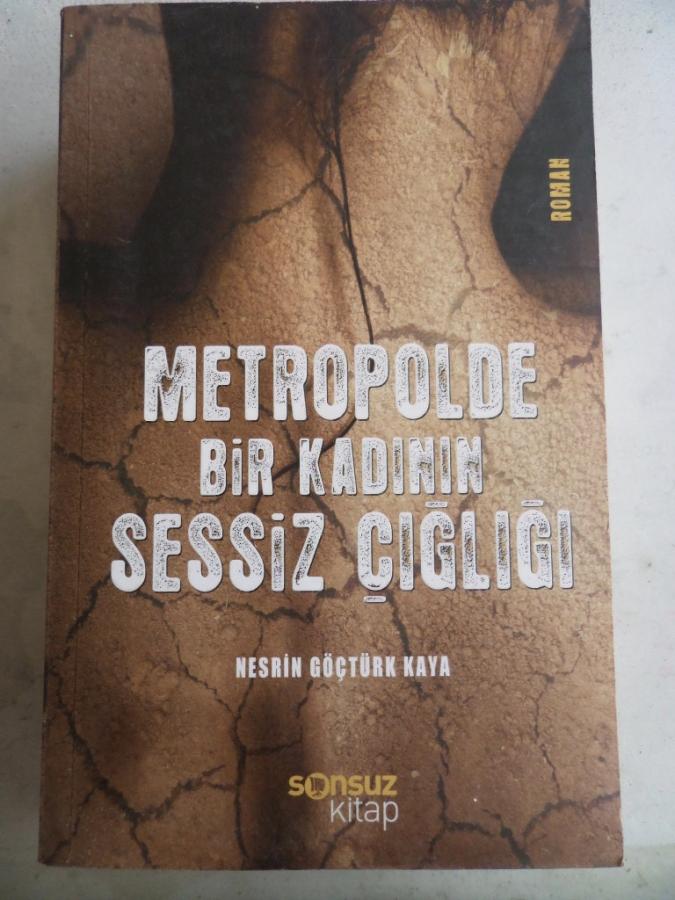 ROMAN
METROPOLDE
BİR KADININ
SESSİZ ÇIĞLIĞI
NESRİN GÖÇTÜRK KAYA
sonsuz
kitap